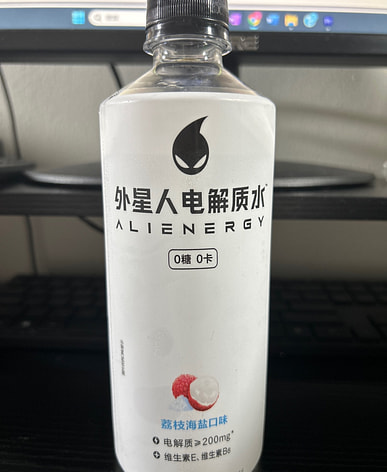 外星人电解质水
ALIENERGY
0糖 0卡
荔枝海盐口味
电解质≥200mg*
维生素E、维生素B6